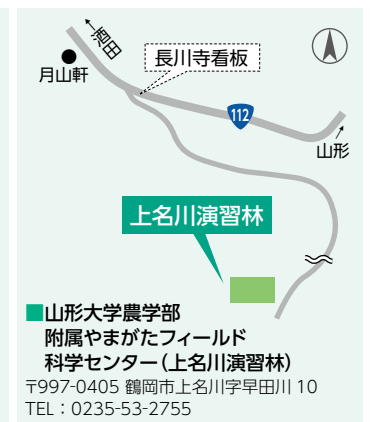 鶴岡
月山軒
長川寺看板
112
山形
上名川演習林
■山形大学農学部
附属やまがたフィールド
科学センター(上名川演習林)
〒997-0405 鶴岡市上名川字早田川 10
TEL：0235-53-2755